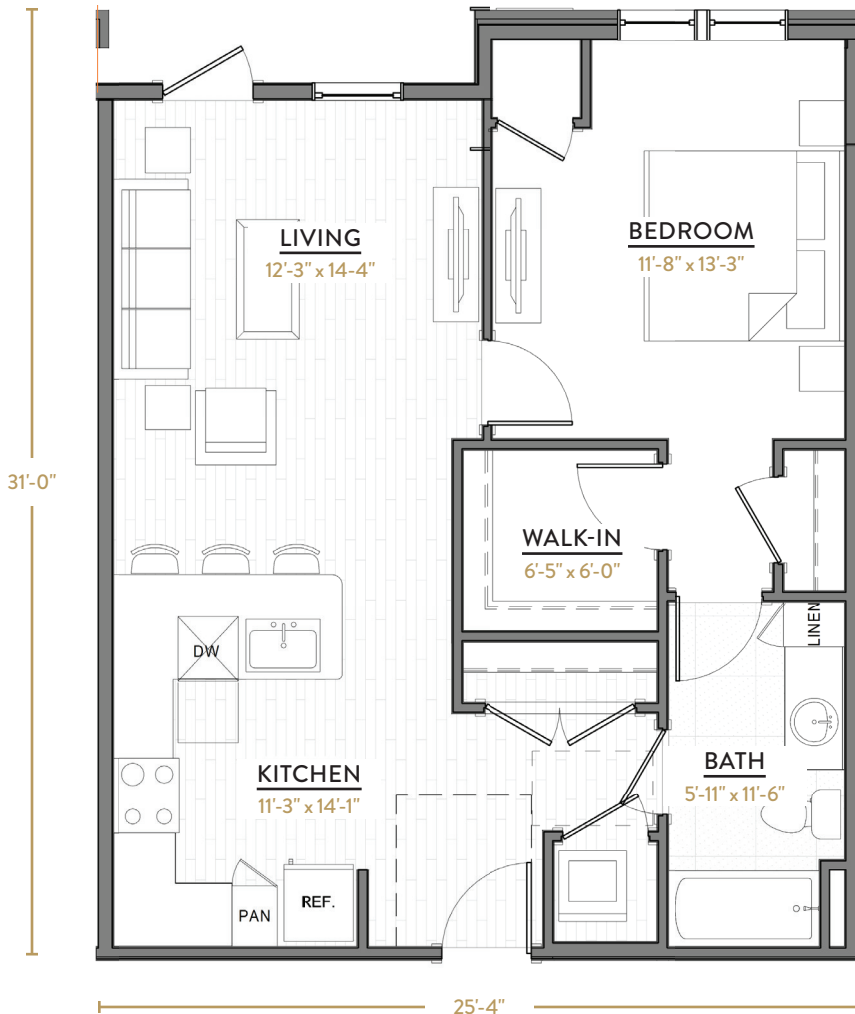 LIVING
12'-3" x 14-4"
BEDROOM
11'-8" x 13'-3"
31'-0"
WALK-IN
6'-5" x 6'-0"
LINEN
DW
KITCHEN
11'-3" x 14'-1"
BATH
5'-11" x 11'-6"
PAN
REF.
25'-4"